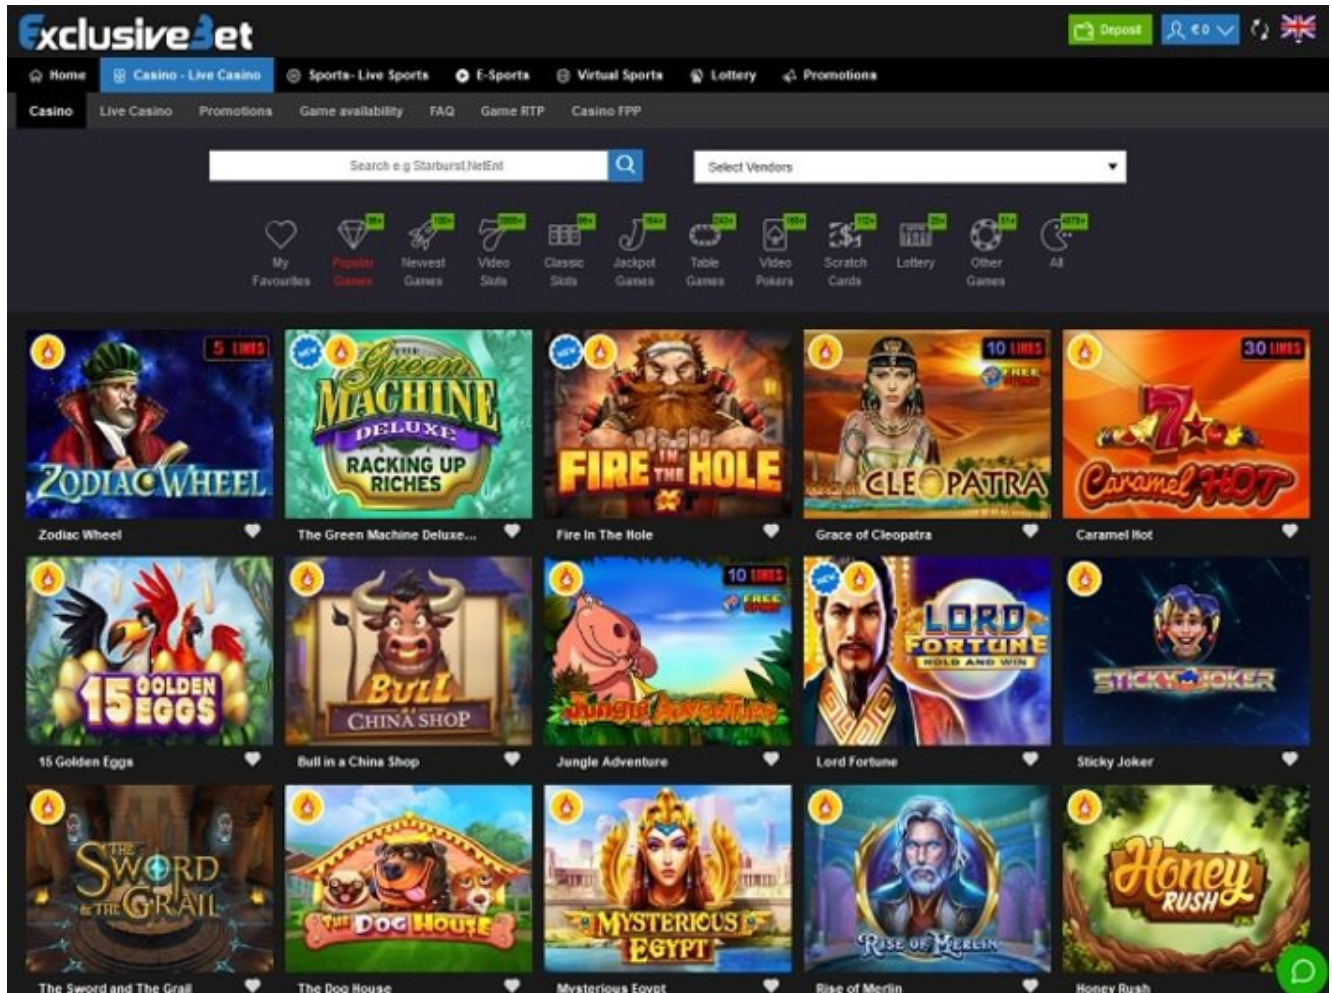 ExclusiveBet
Deposit
€ 0
Home
Casino - Live Casino
Sports- Live Sports
E-Sports
Virtual Sports
Lottery
Promotions
Casino
Live Casino
Promotions
Game availability
FAQ
Game RTP
Casino FPP
Search e.g Starburst,NetEnt
Select Vendors
My
Favourites
Popular
Games
Newest
Games
Video
Slots
Classic
Slots
Jackpot
Games
Table
Games
Video
Pokers
Scratch
Cards
Lottery
Other
Games
All
5 LINES
ZODIAC WHEEL
NEW
THE
Green
MACHINE
DELUXE
RACKING UP
RICHES
NEW
FIRE IN THE HOLE
10 LINES
FREE
CLEOPATRA
30 LINES
7
Caramel HOT
Zodiac Wheel
The Green Machine Deluxe...
Fire In The Hole
Grace of Cleopatra
Caramel Hot
15 GOLDEN
EGGS
BULL
CHINA SHOP
10 LINES
FREE
Jungle Adventure
NEW
LORD
FORTUNE
HOLD AND WIN
STICKY JOKER
15 Golden Eggs
Bull in a China Shop
Jungle Adventure
Lord Fortune
Sticky Joker
THE
SWORD
& THE GRAIL
THE DOG HOUSE
MYSTERIOUS
EGYPT
RISE OF MERLIN
Honey
RUSH
The Sword and The Grail
The Dog House
Mysterious Egypt
Rise of Merlin
Honey Rush